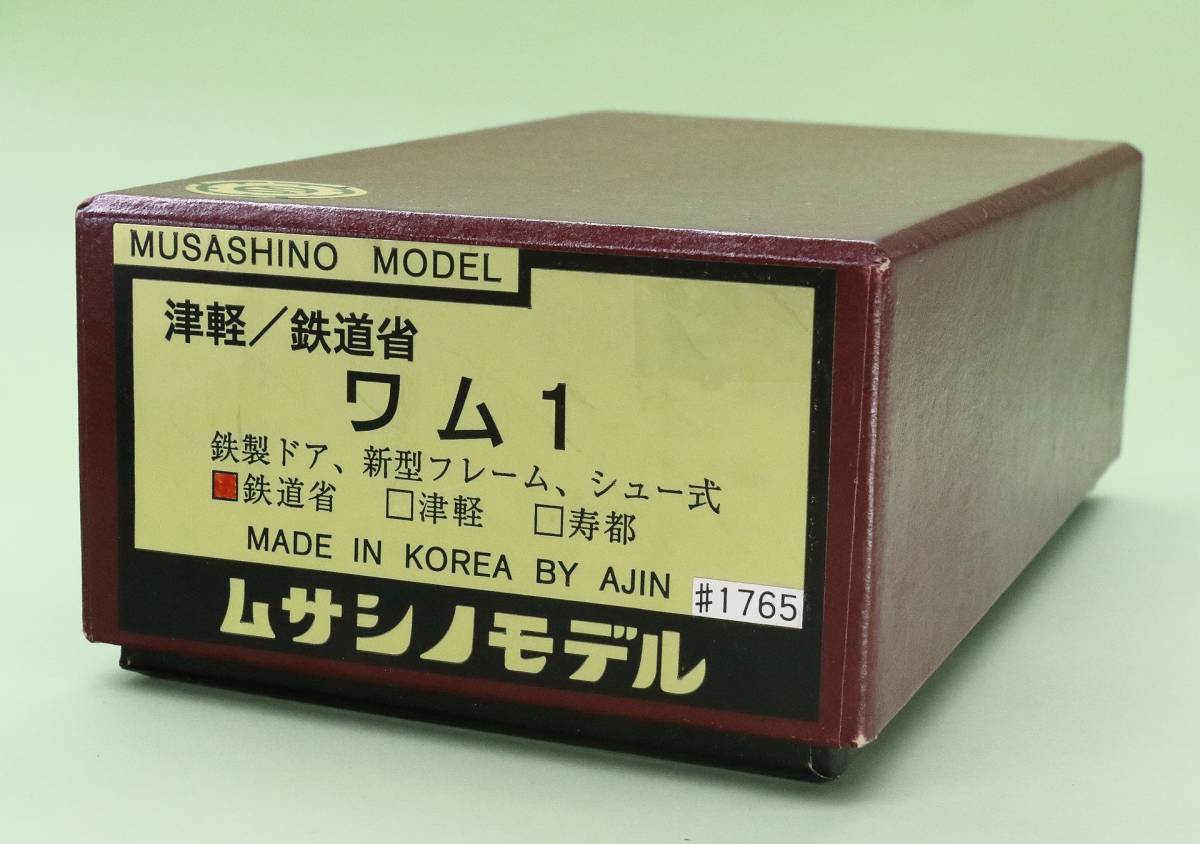 MUSASHINO MODEL
津軽／鉄道省
ワム1
鉄製ドア、新型フレーム、シュー式
■鉄道省 □津軽 □寿都
MADE IN KOREA BY AJIN
#1765
ムサシノモデル